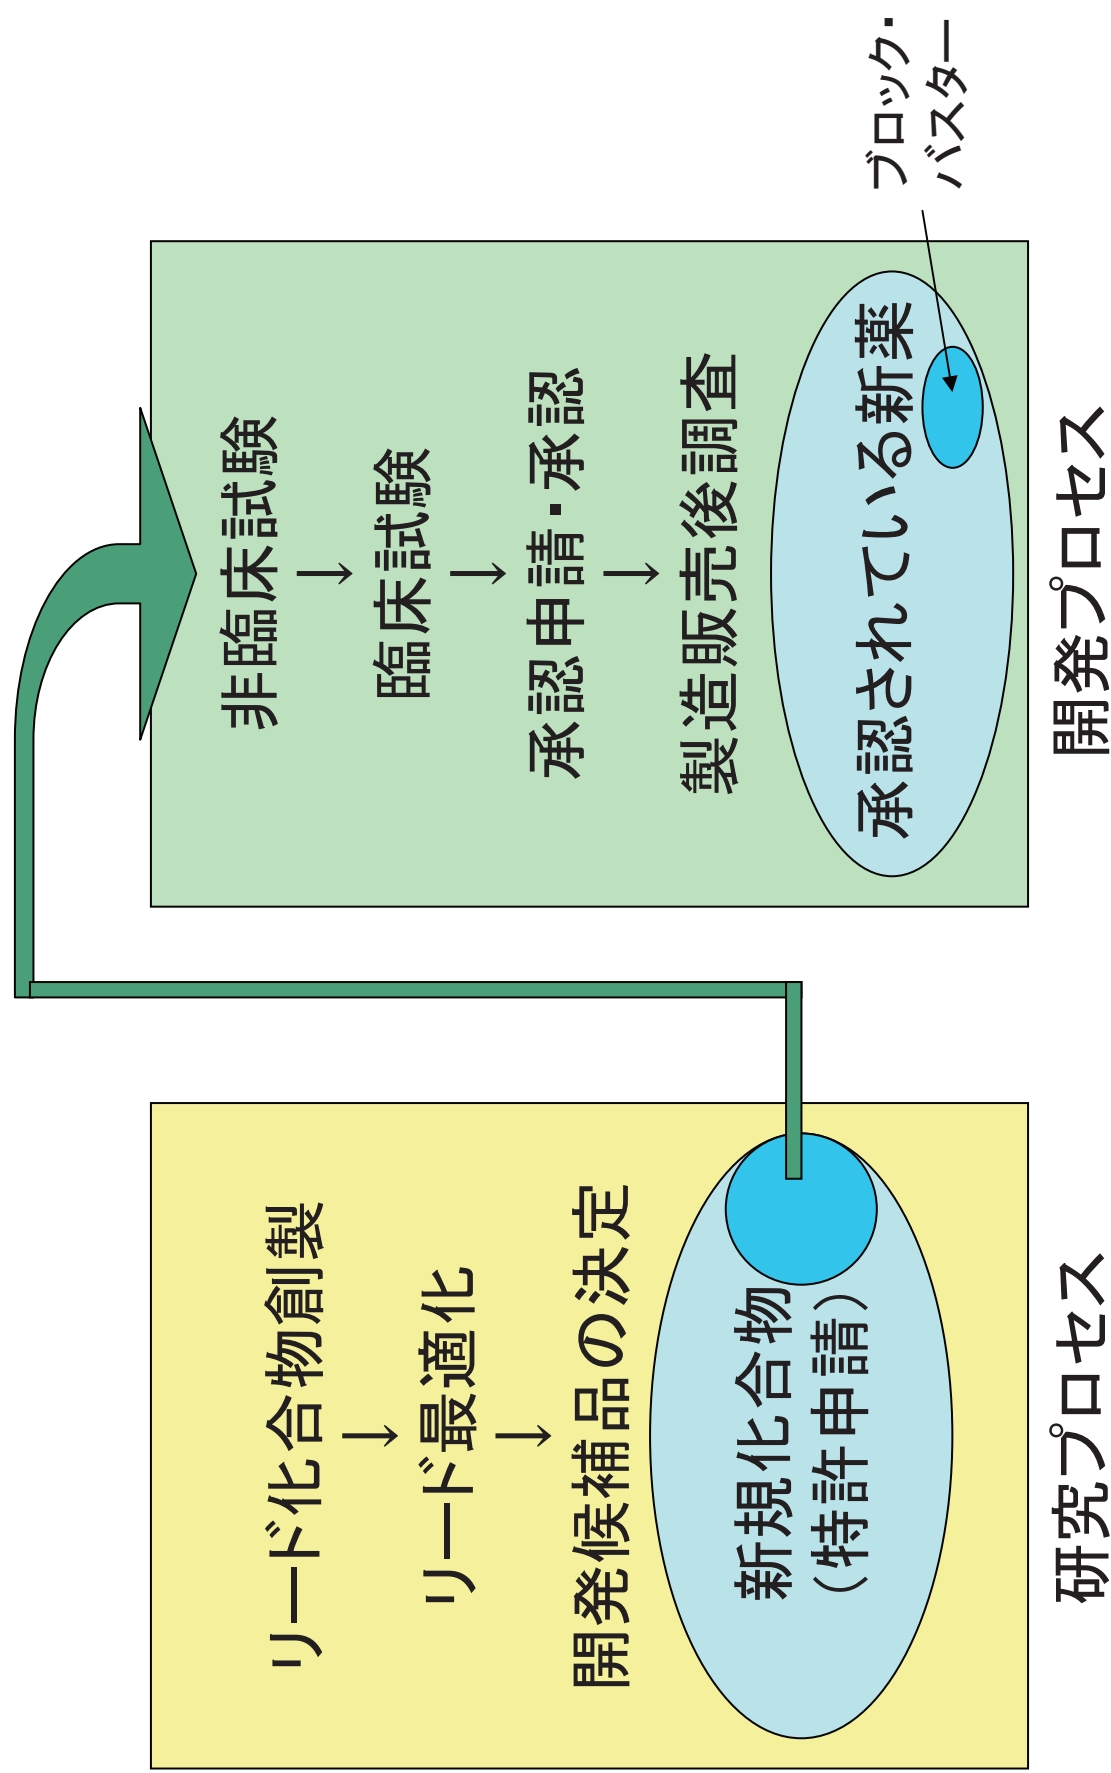 リード化合物創製
↓
リード最適化
↓
開発候補品の決定
新規化合物
（特許申請）
研究プロセス
非臨床試験
↓
臨床試験
↓
承認申請・承認
↓
製造販売後調査
承認されている新薬
開発プロセス
ブロック・
バスター